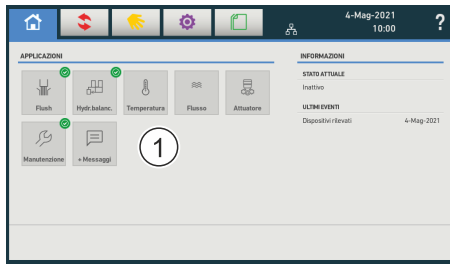 4-Mag-2021
10:00
?
APPLICAZIONI
Flush
Hydr.balanc.
Temperatura
Flusso
Attuatore
Manutenzione
+ Messaggi
1
INFORMAZIONI
STATO ATTUALE
Inattivo
ULTIMI EVENTI
Dispositivi rilevati 4-Mag-2021